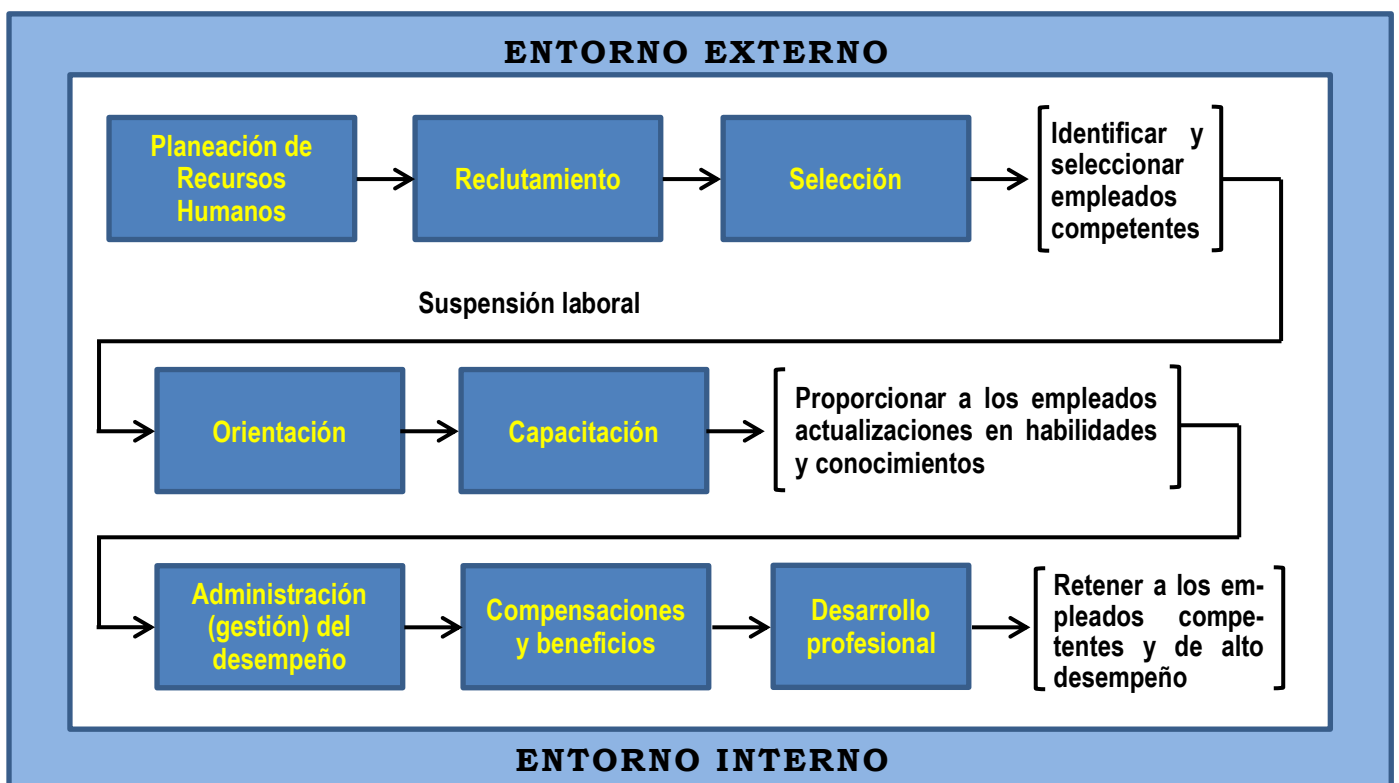 ENTORNO EXTERNO
Planeación de
Recursos
Humanos
Reclutamiento
Selección
Identificar y
seleccionar
empleados
competentes
Suspensión laboral
Orientación
Capacitación
Proporcionar a los empleados
actualizaciones en habilidades
y conocimientos
Administración
(gestión) del
desempeño
Compensaciones
y beneficios
Desarrollo
profesional
Retener a los em-
pleados compe-
tentes y de alto
desempeño
ENTORNO INTERNO